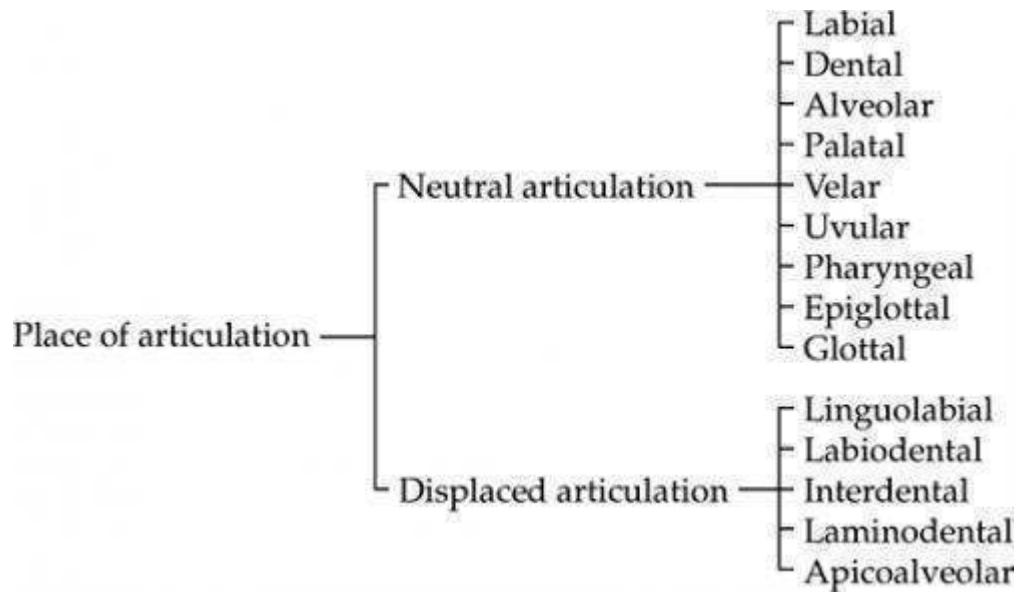 Labial
Dental
Alveolar
Palatal
Neutral articulation
Velar
Uvular
Pharyngeal
Epiglottal
Glottal
Place of articulation
Linguolabial
Labiodental
Displaced articulation
Interdental
Laminodental
Apicoalveolar